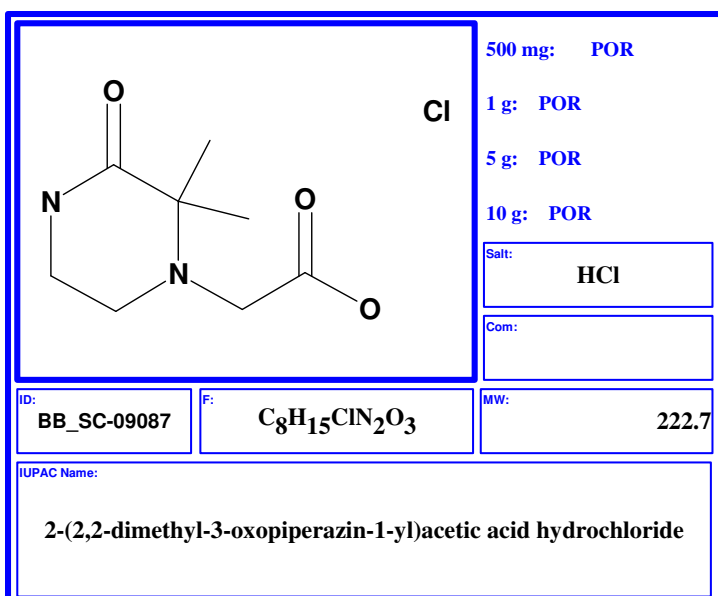 O
Cl
N
O
N
O
500 mg: POR
1 g: POR
5 g: POR
10 g: POR
Salt:
HCl
Com:
ID:
BB_SC-09087
F:
C8H15ClN2O3
MW:
222.7
IUPAC Name:
2-(2,2-dimethyl-3-oxopiperazin-1-yl)acetic acid hydrochloride